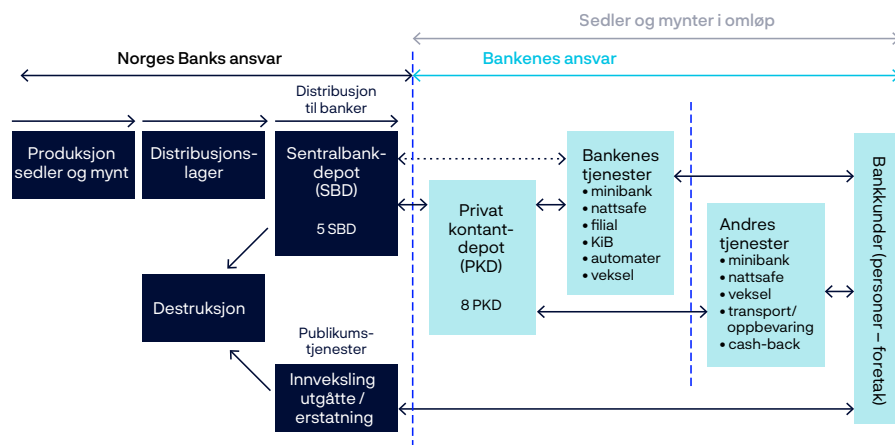 Sedler og mynter i omløp
Norges Banks ansvar
Bankenes ansvar
Distribusjon
til banker
Produksjon
sedler og mynt
Distribusjons-
lager
Sentralbank-
depot
(SBD)
5 SBD
Destruksjon
Publikums-
tjenester
Innveksling
utgåtte /
erstatning
Privat
kontant-
depot
(PKD)
8 PKD
Bankenes
tjenester
• minibank
• nattsafe
• filial
• KiB
• automater
• veksel
Andres
tjenester
• minibank
• nattsafe
• veksel
• transport/
oppbevaring
• cash-back
Bankkunder (personer – foretak)